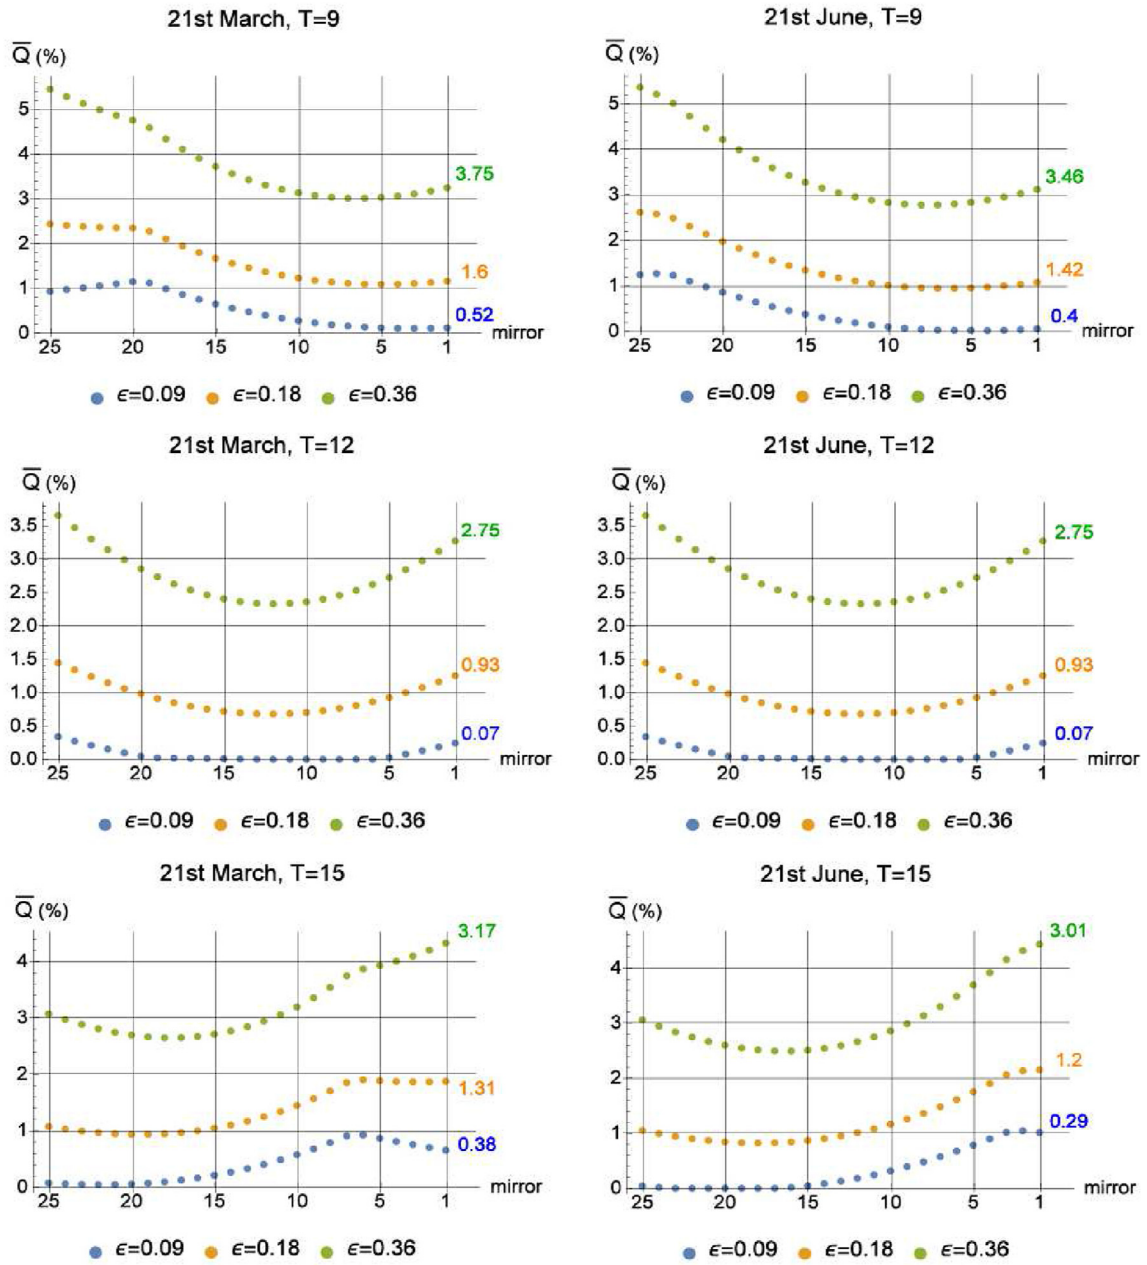 21st March, T=9
Q̅ (%)
5
4
3
2
1
0
3.75
1.6
0.52
25 20 15 10 5 1 mirror
ϵ=0.09 ϵ=0.18 ϵ=0.36
21st June, T=9
Q̅ (%)
5
4
3
2
1
0
3.46
1.42
0.4
25 20 15 10 5 1 mirror
ϵ=0.09 ϵ=0.18 ϵ=0.36
21st March, T=12
Q̅ (%)
3.5
3.0
2.5
2.0
1.5
1.0
0.5
0.0
2.75
0.93
0.07
25 20 15 10 5 1 mirror
ϵ=0.09 ϵ=0.18 ϵ=0.36
21st June, T=12
Q̅ (%)
3.5
3.0
2.5
2.0
1.5
1.0
0.5
0.0
2.75
0.93
0.07
25 20 15 10 5 1 mirror
ϵ=0.09 ϵ=0.18 ϵ=0.36
21st March, T=15
Q̅ (%)
4
3
2
1
0
3.17
1.31
0.38
25 20 15 10 5 1 mirror
ϵ=0.09 ϵ=0.18 ϵ=0.36
21st June, T=15
Q̅ (%)
4
3
2
1
0
3.01
1.2
0.29
25 20 15 10 5 1 mirror
ϵ=0.09 ϵ=0.18 ϵ=0.36